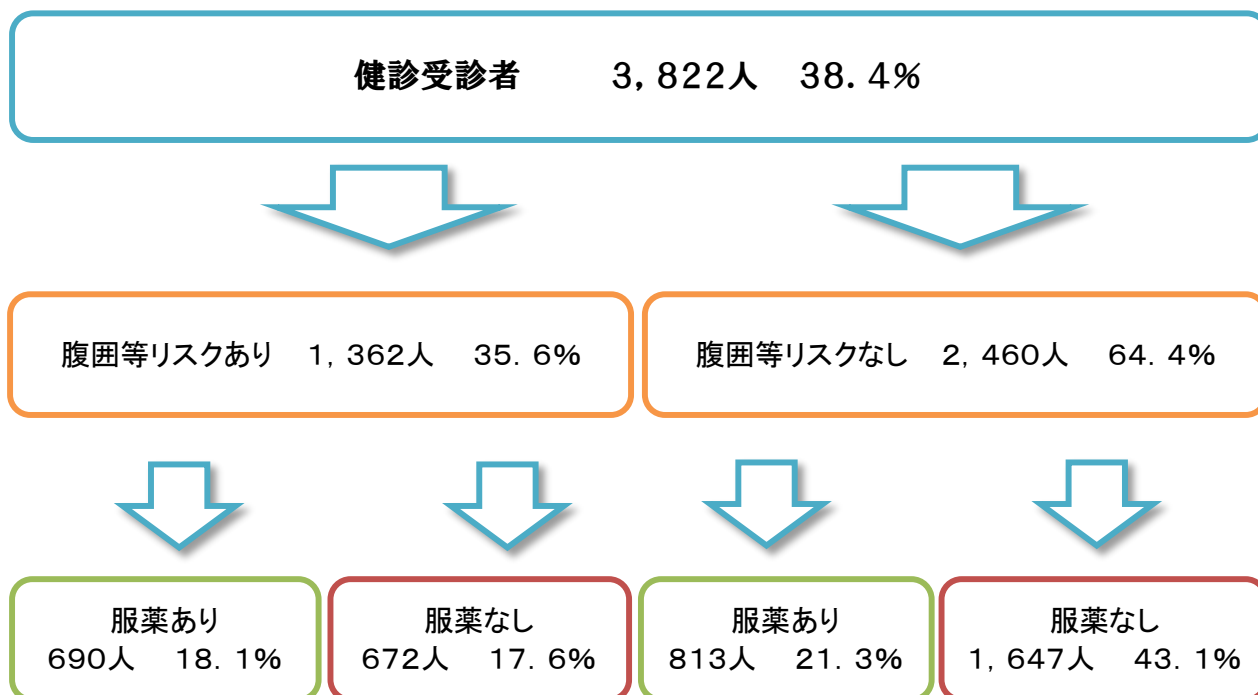 健診受診者 3,822人 38.4%
腹囲等リスクあり 1,362人 35.6%
腹囲等リスクなし 2,460人 64.4%
服薬あり
690人 18.1%
服薬なし
672人 17.6%
服薬あり
813人 21.3%
服薬なし
1,647人 43.1%